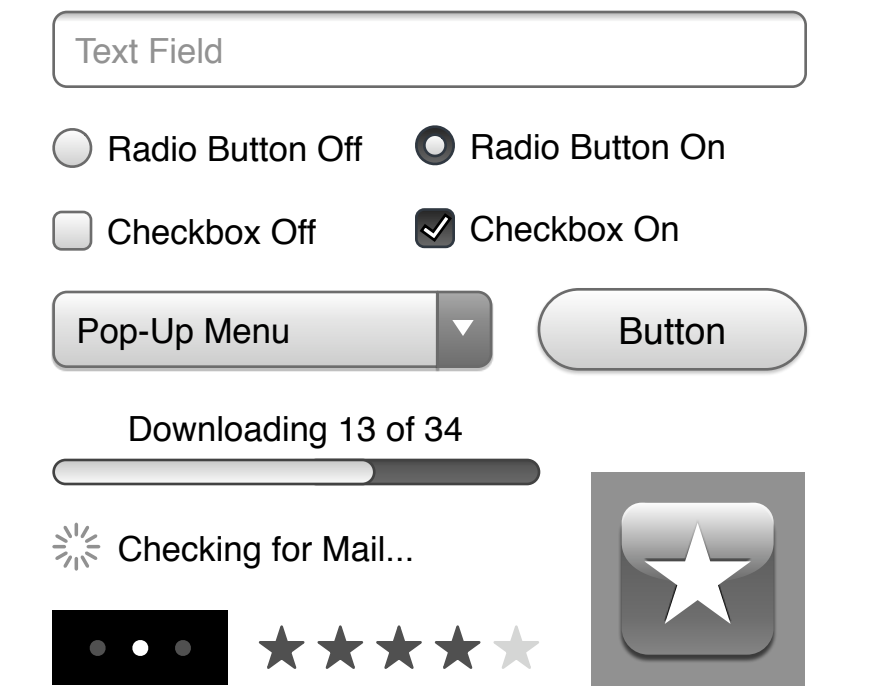 Text Field
Radio Button Off
Radio Button On
Checkbox Off
Checkbox On
Pop-Up Menu
Button
Downloading 13 of 34
Checking for Mail...